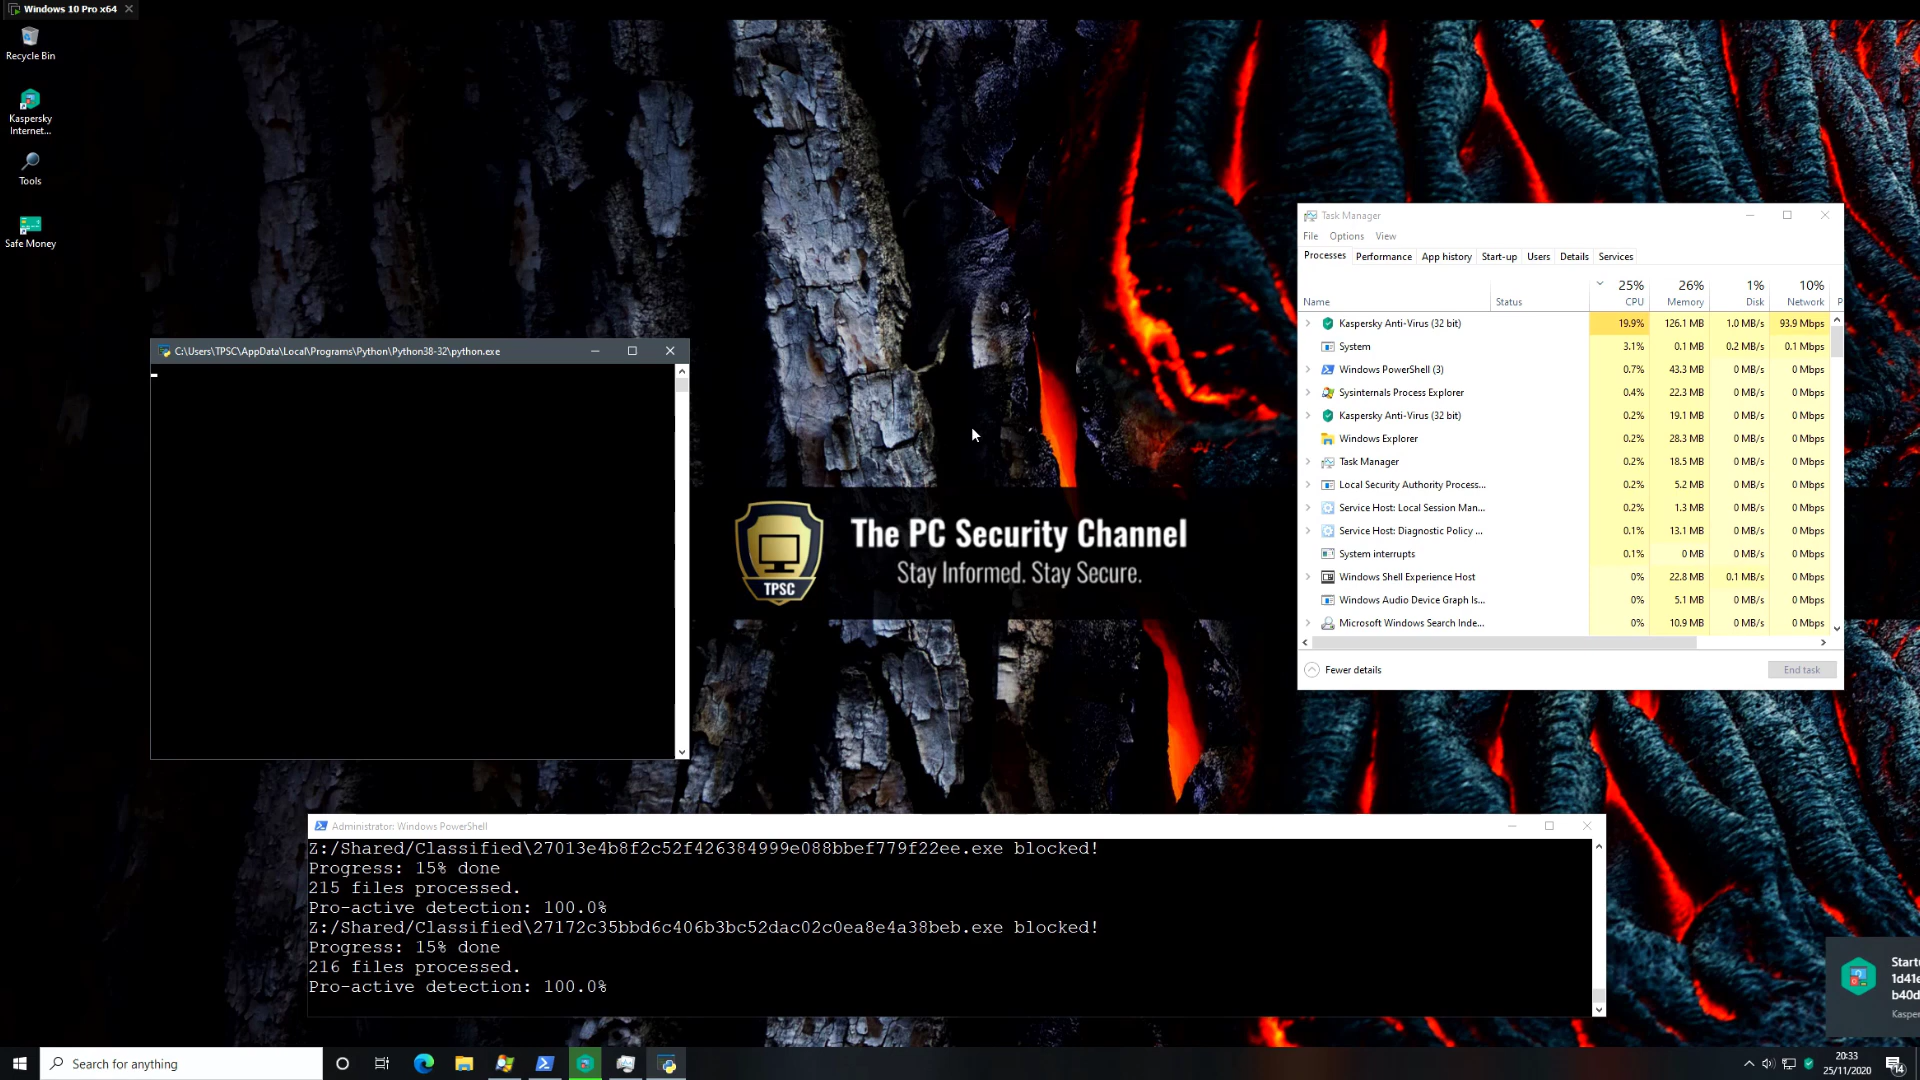 Windows 10 Pro x64
Recycle Bin
Kaspersky
Internet...
Tools
Safe Money
C:\Users\TPSC\AppData\Local\Programs\Python\Python38-32\python.exe
The PC Security Channel
Stay Informed. Stay Secure.
TPSC
Task Manager
File Options View
Processes Performance App history Start-up Users Details Services
25% 26% 1% 10%
Name Status CPU Memory Disk Network P
Kaspersky Anti-Virus (32 bit) 19.9% 126.1 MB 1.0 MB/s 93.9 Mbps
System 3.1% 0.1 MB 0.2 MB/s 0.1 Mbps
Windows PowerShell (3) 0.7% 43.3 MB 0 MB/s 0 Mbps
Sysinternals Process Explorer 0.4% 22.3 MB 0 MB/s 0 Mbps
Kaspersky Anti-Virus (32 bit) 0.2% 19.1 MB 0 MB/s 0 Mbps
Windows Explorer 0.2% 28.3 MB 0 MB/s 0 Mbps
Task Manager 0.2% 18.5 MB 0 MB/s 0 Mbps
Local Security Authority Process... 0.2% 5.2 MB 0 MB/s 0 Mbps
Service Host: Local Session Man... 0.2% 1.3 MB 0 MB/s 0 Mbps
Service Host: Diagnostic Policy ... 0.1% 13.1 MB 0 MB/s 0 Mbps
System interrupts 0.1% 0 MB 0 MB/s 0 Mbps
Windows Shell Experience Host 0% 22.8 MB 0.1 MB/s 0 Mbps
Windows Audio Device Graph Is... 0% 5.1 MB 0 MB/s 0 Mbps
Microsoft Windows Search Inde... 0% 10.9 MB 0 MB/s 0 Mbps
Fewer details End task
Administrator: Windows PowerShell
Z:/Shared/Classified\27013e4b8f2c52f426384999e088bbef779f22ee.exe blocked!
Progress: 15% done
215 files processed.
Pro-active detection: 100.0%
Z:/Shared/Classified\27172c35bbd6c406b3bc52dac02c0ea8e4a38beb.exe blocked!
Progress: 15% done
216 files processed.
Pro-active detection: 100.0%
Startu
1d41e
b40d
Kasper
Search for anything
20:33
25/11/2020
14